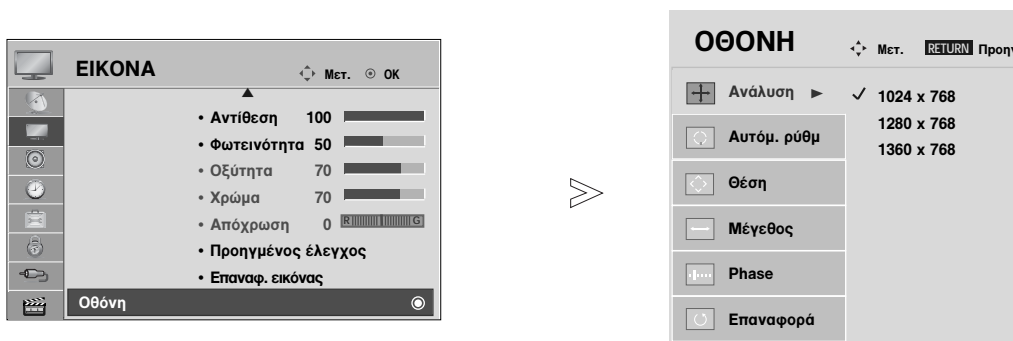 ΕΙΚΟΝΑ
Μετ. OK
• Αντίθεση 100
• Φωτεινότητα 50
• Οξύτητα 70
• Χρώμα 70
• Απόχρωση 0 R G
• Προηγμένος έλεγχος
• Επαναφ. εικόνας
Οθόνη
ΟΘΟΝΗ
Μετ. RETURN Προην
Ανάλυση ► ✓ 1024 x 768
1280 x 768
Αυτόμ. ρύθμ
1360 x 768
Θέση
Μέγεθος
Phase
Επαναφορά